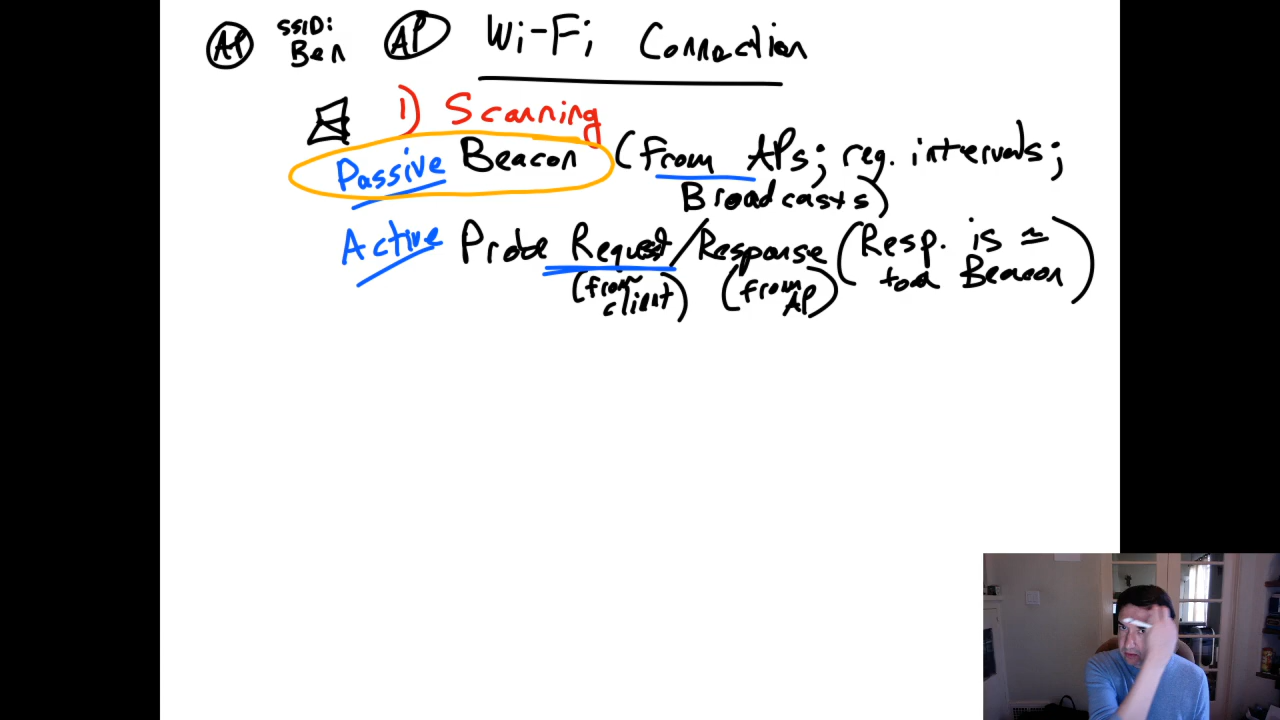 AP SSID: Ben AP Wi-Fi Connection
1) Scanning
Passive Beacon (From APs; reg. intervals;
Broadcasts)
Active Probe Request/Response (Resp. is ≈
to a Beacon)
(from client) (from AP)